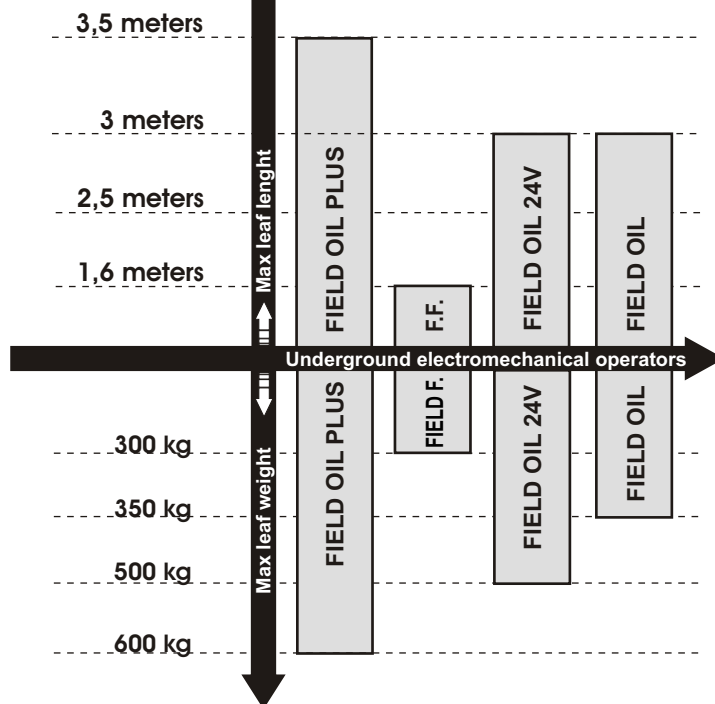 3,5 meters
3 meters
2,5 meters
1,6 meters
Max leaf lenght
FIELD OIL PLUS
F.F.
FIELD OIL 24V
FIELD OIL
Underground electromechanical operators
FIELD OIL PLUS
FIELD F.
FIELD OIL 24V
FIELD OIL
Max leaf weight
300 kg
350 kg
500 kg
600 kg